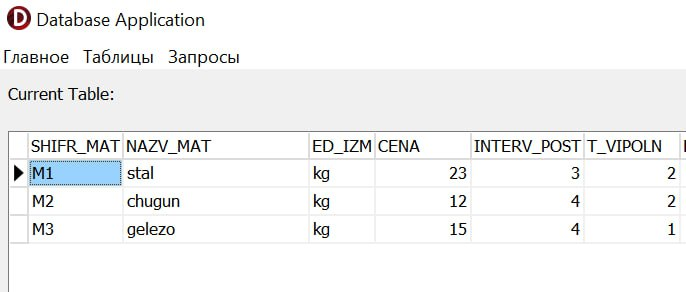 D Database Application
Главное Таблицы Запросы
Current Table:
SHIFR_MAT NAZV_MAT ED_IZM CENA INTERV_POST T_VIPOLN
M1 stal kg 23 3 2
M2 chugun kg 12 4 2
M3 gelezo kg 15 4 1